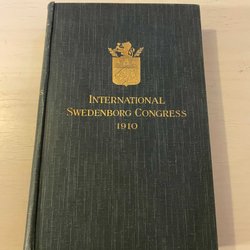 INTERNATIONAL
SWEDENBORG CONGRESS
1910